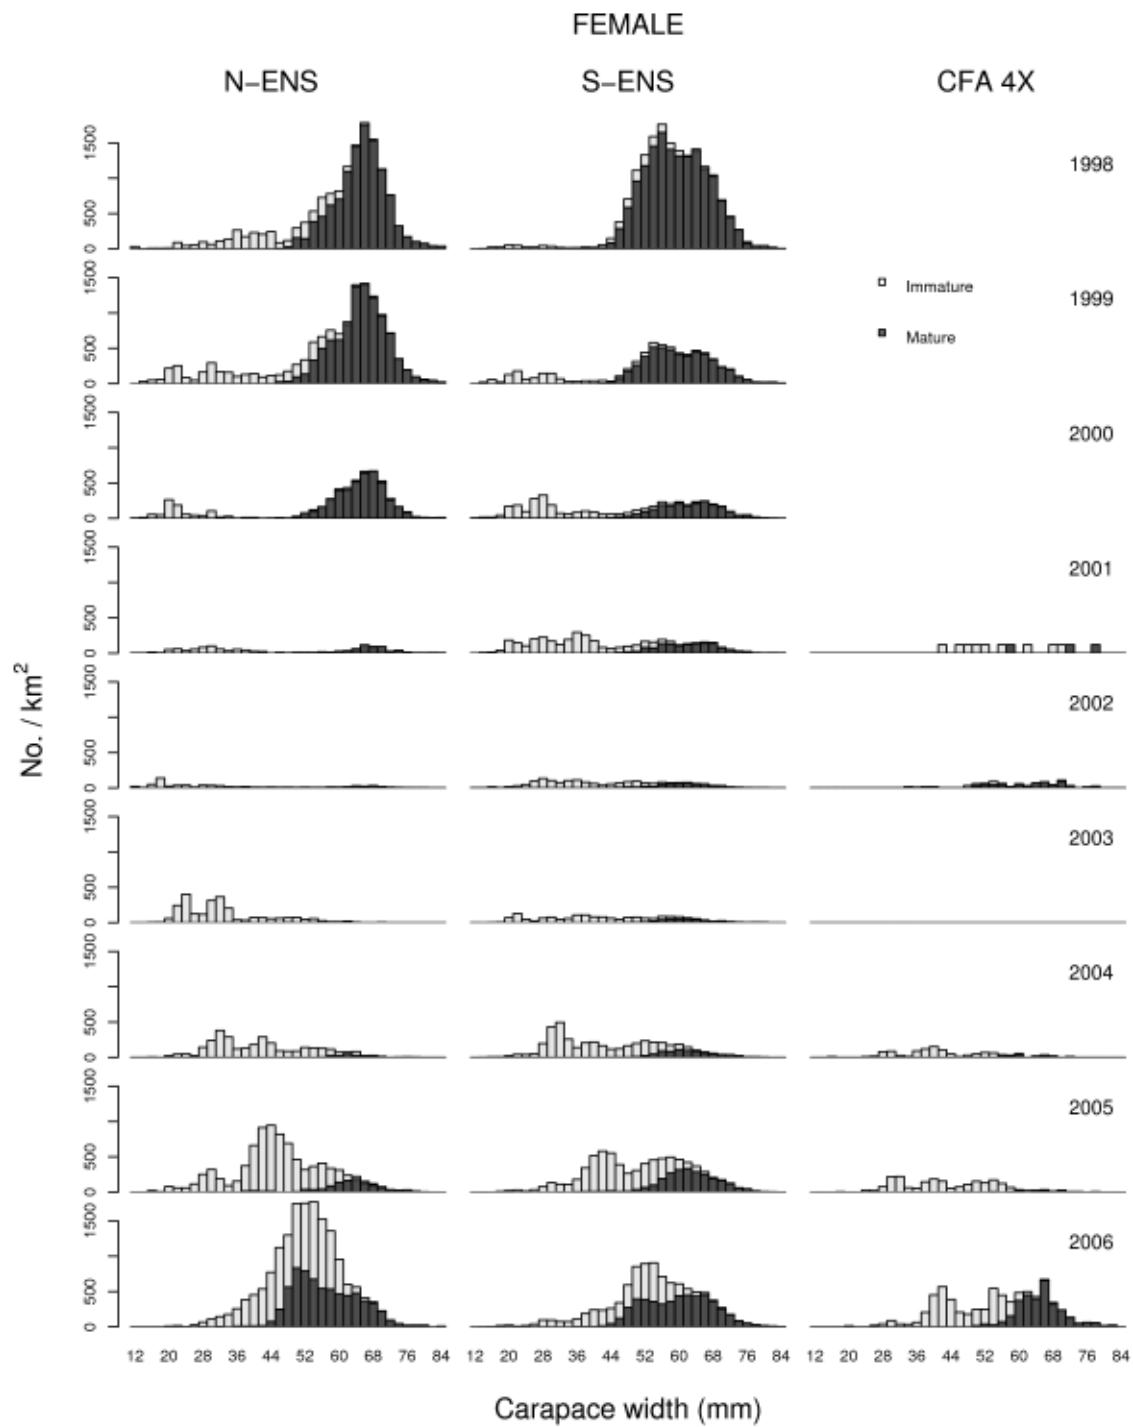 FEMALE
N-ENS S-ENS CFA 4X
0 500 1500 1998
0 500 1500 Immature 1999
Mature
0 500 1500 2000
0 500 1500 2001
0 500 1500 2002
0 500 1500 2003
0 500 1500 2004
0 500 1500 2005
0 500 1500 2006
No. / km²
12 20 28 36 44 52 60 68 76 84 12 20 28 36 44 52 60 68 76 84 12 20 28 36 44 52 60 68 76 84
Carapace width (mm)